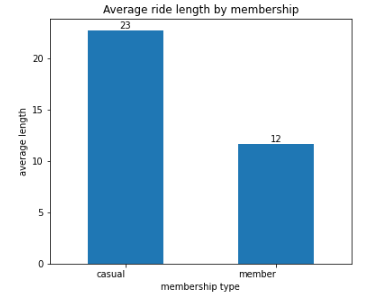 Average ride length by membership
23
20
15
12
10
5
0
average length
casual
member
membership type